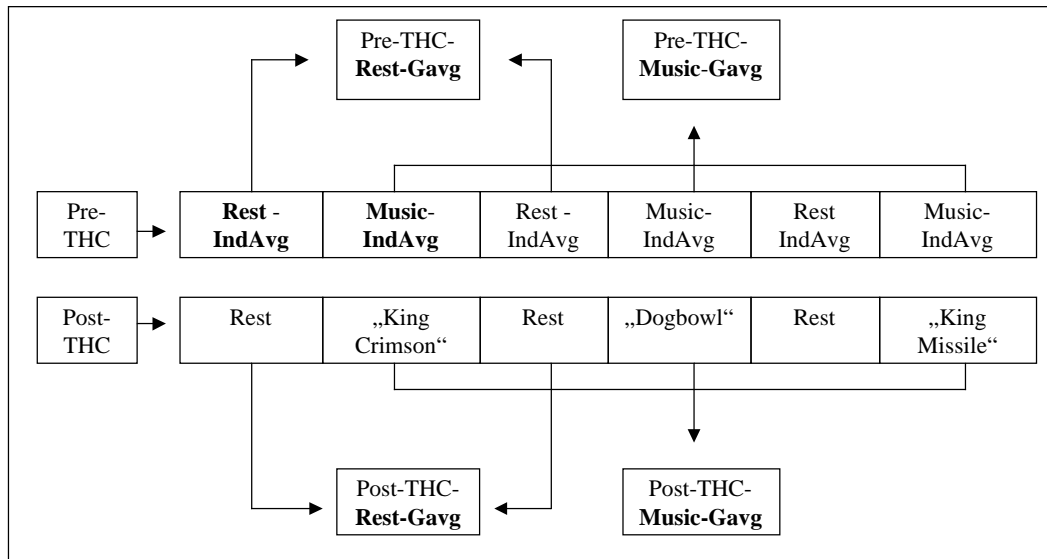 Pre-THC-
Rest-Gavg
Pre-THC-
Music-Gavg
Pre-
THC
Rest -
IndAvg
Music-
IndAvg
Rest -
IndAvg
Music-
IndAvg
Rest
IndAvg
Music-
IndAvg
Post-
THC
Rest
„King
Crimson“
Rest
„Dogbowl“
Rest
„King
Missile“
Post-THC-
Rest-Gavg
Post-THC-
Music-Gavg